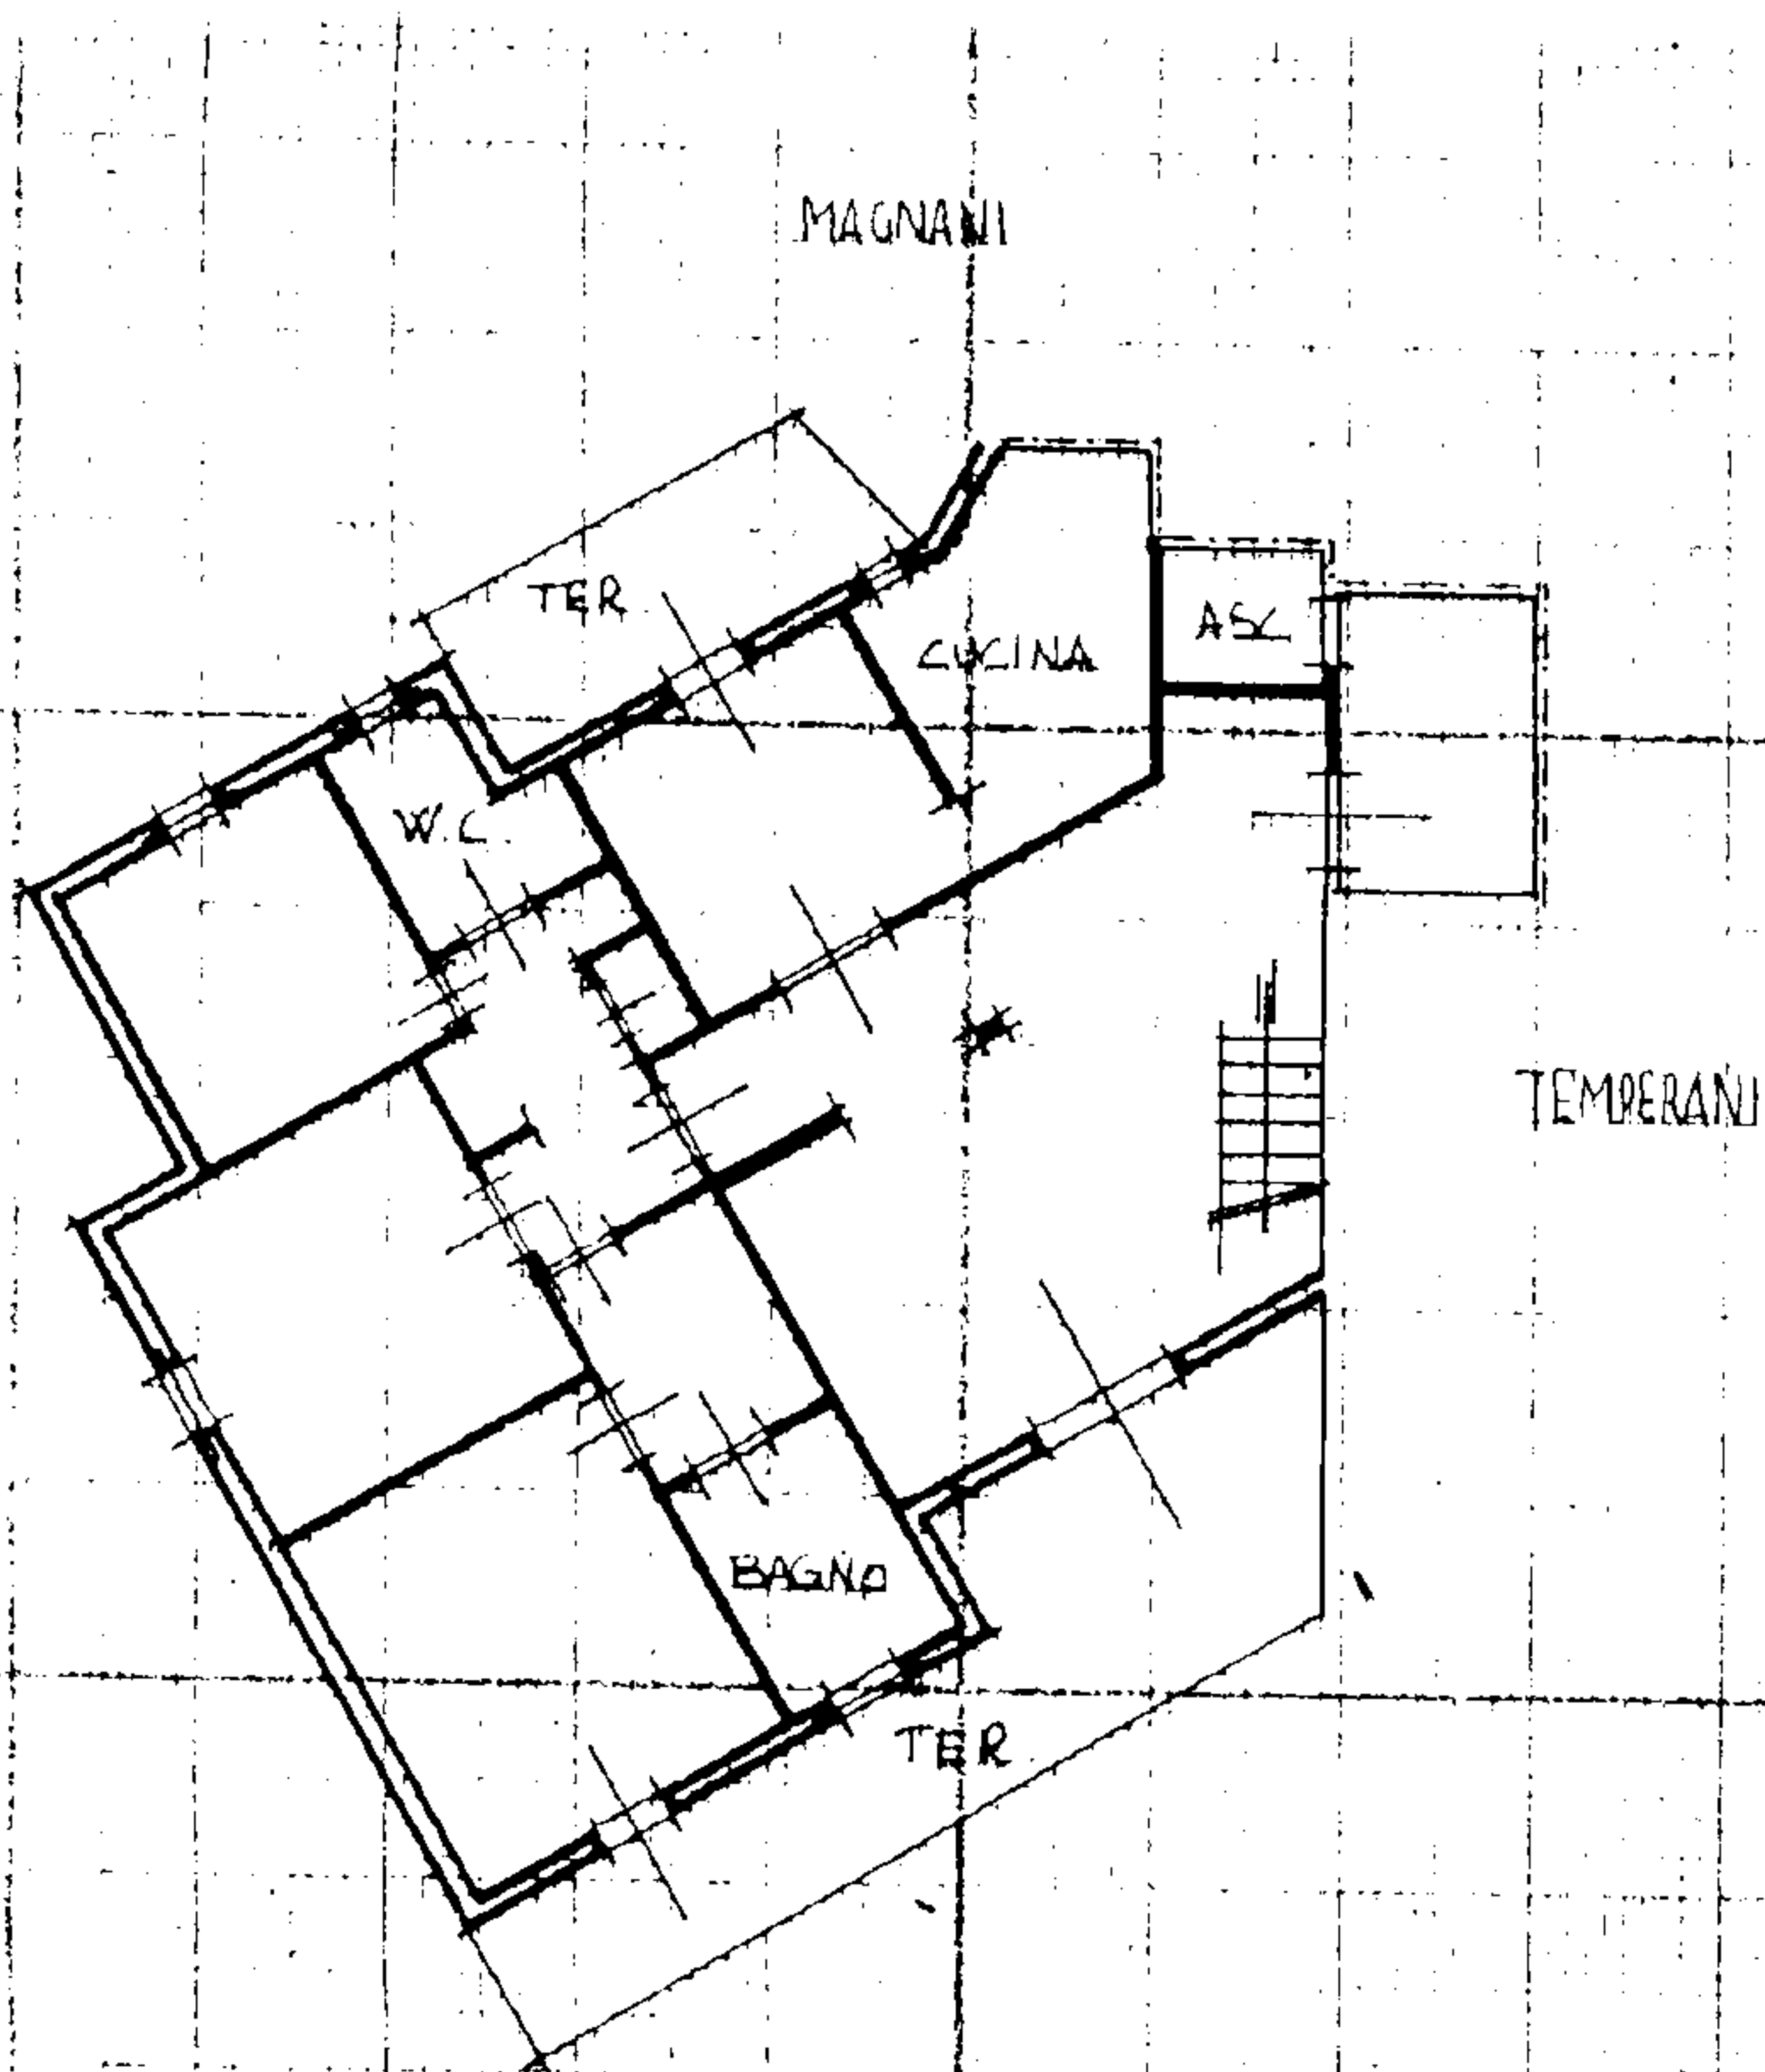 MAGNANI
TER
CUCINA
ASC
W.C.
TEMPERANI
BAGNO
TER